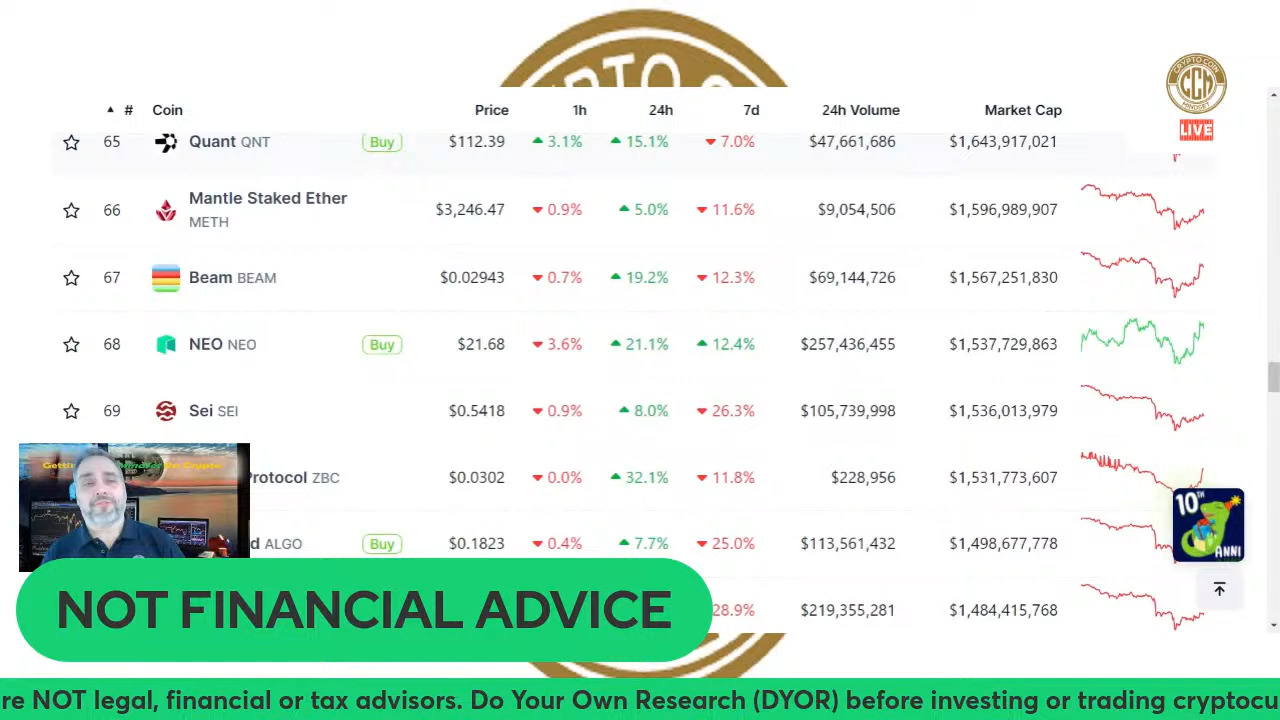 PTO CO
CRYPTO COIN
CCM
MINDSET
LIVE
# Coin Price 1h 24h 7d 24h Volume Market Cap
65 Quant QNT Buy $112.39 3.1% 15.1% 7.0% $47,661,686 $1,643,917,021
66 Mantle Staked Ether METH $3,246.47 0.9% 5.0% 11.6% $9,054,506 $1,596,989,907
67 Beam BEAM $0.02943 0.7% 19.2% 12.3% $69,144,726 $1,567,251,830
68 NEO NEO Buy $21.68 3.6% 21.1% 12.4% $257,436,455 $1,537,729,863
69 Sei SEI $0.5418 0.9% 8.0% 26.3% $105,739,998 $1,536,013,979
Protocol ZBC $0.0302 0.0% 32.1% 11.8% $228,956 $1,531,773,607
d ALGO Buy $0.1823 0.4% 7.7% 25.0% $113,561,432 $1,498,677,778
28.9% $219,355,281 $1,484,415,768
10TH
ANNI
NOT FINANCIAL ADVICE
re NOT legal, financial or tax advisors. Do Your Own Research (DYOR) before investing or trading cryptocu